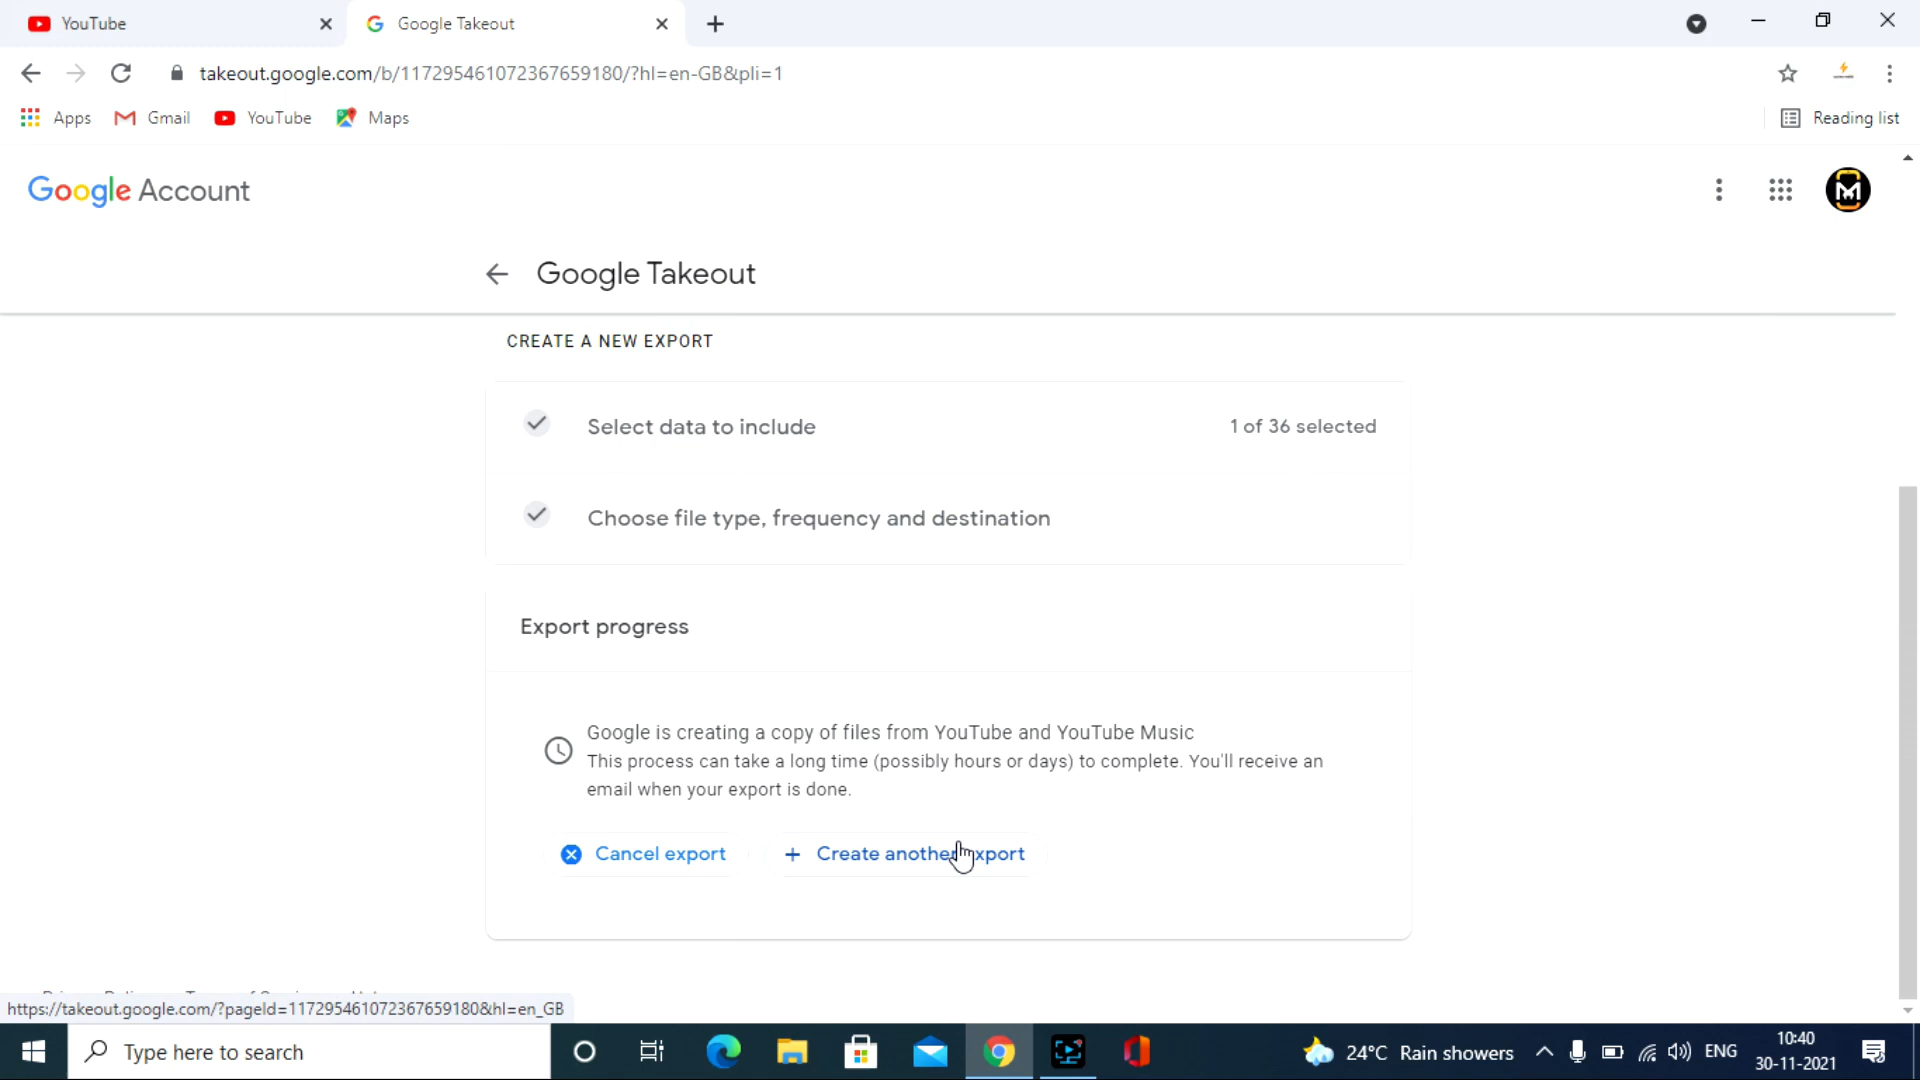 YouTube
Google Takeout
takeout.google.com/b/117295461072367659180/?hl=en-GB&pli=1
Apps
Gmail
YouTube
Maps
Reading list
Google Account
Google Takeout
CREATE A NEW EXPORT
Select data to include
1 of 36 selected
Choose file type, frequency and destination
Export progress
Google is creating a copy of files from YouTube and YouTube Music
This process can take a long time (possibly hours or days) to complete. You'll receive an
email when your export is done.
Cancel export
+ Create another export
https://takeout.google.com/?pageId=117295461072367659180&hl=en_GB
Type here to search
24°C Rain showers
ENG
10:40
30-11-2021